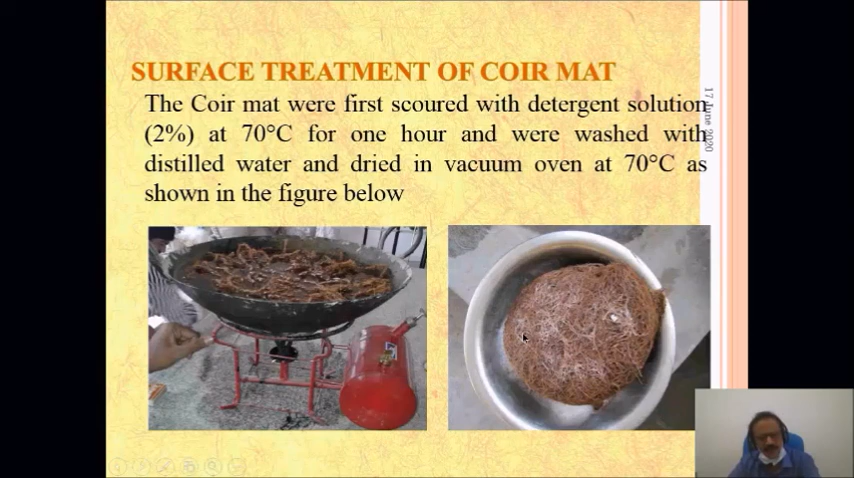 SURFACE TREATMENT OF COIR MAT
The Coir mat were first scoured with detergent solution
(2%) at 70°C for one hour and were washed with
distilled water and dried in vacuum oven at 70°C as
shown in the figure below
17 June 2020